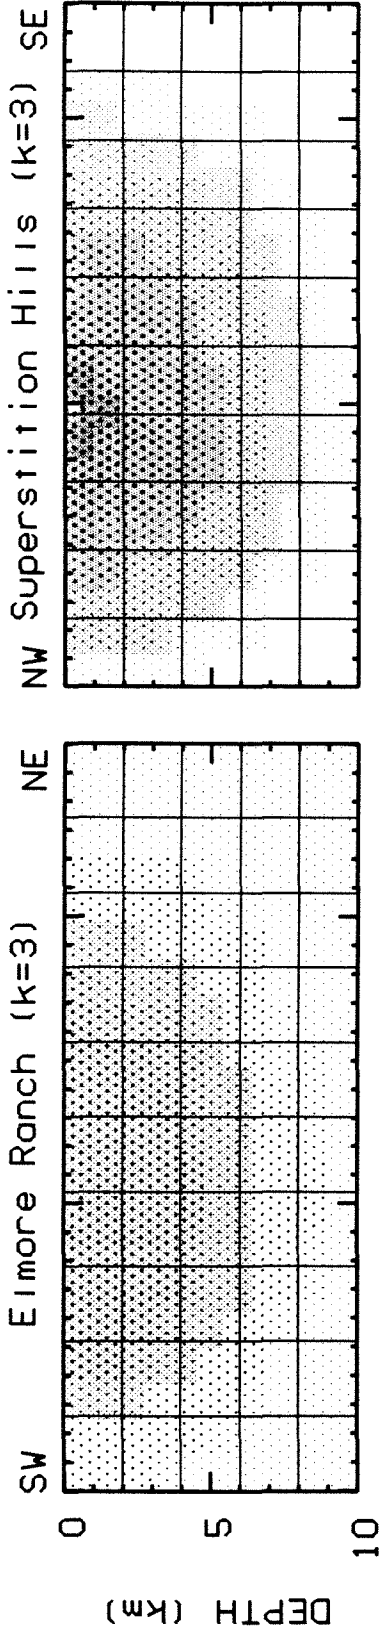 SW Elmore Ranch (k=3) NE
NW Superstition Hills (k=3) SE
0
5
10
DEPTH (km)